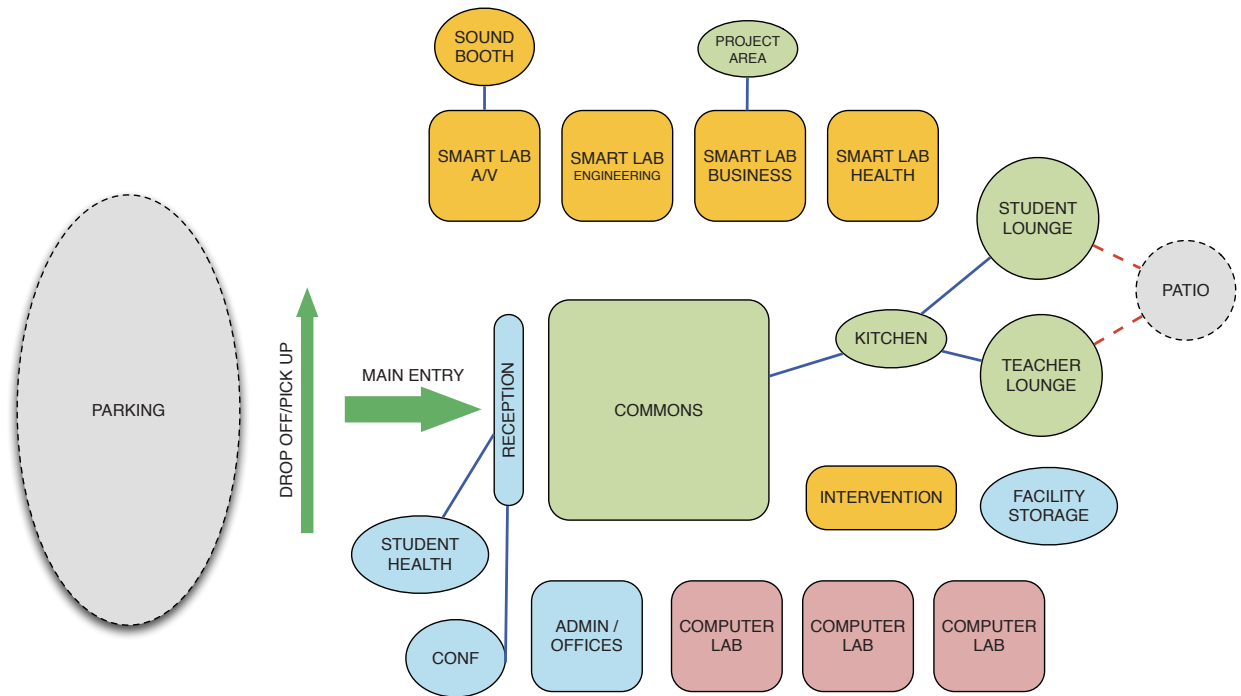 SOUND
BOOTH
PROJECT
AREA
SMART LAB
A/V
SMART LAB
ENGINEERING
SMART LAB
BUSINESS
SMART LAB
HEALTH
STUDENT
LOUNGE
PATIO
KITCHEN
TEACHER
LOUNGE
PARKING
DROP OFF/PICK UP
MAIN ENTRY
RECEPTION
COMMONS
INTERVENTION
FACILITY
STORAGE
STUDENT
HEALTH
CONF
ADMIN /
OFFICES
COMPUTER
LAB
COMPUTER
LAB
COMPUTER
LAB